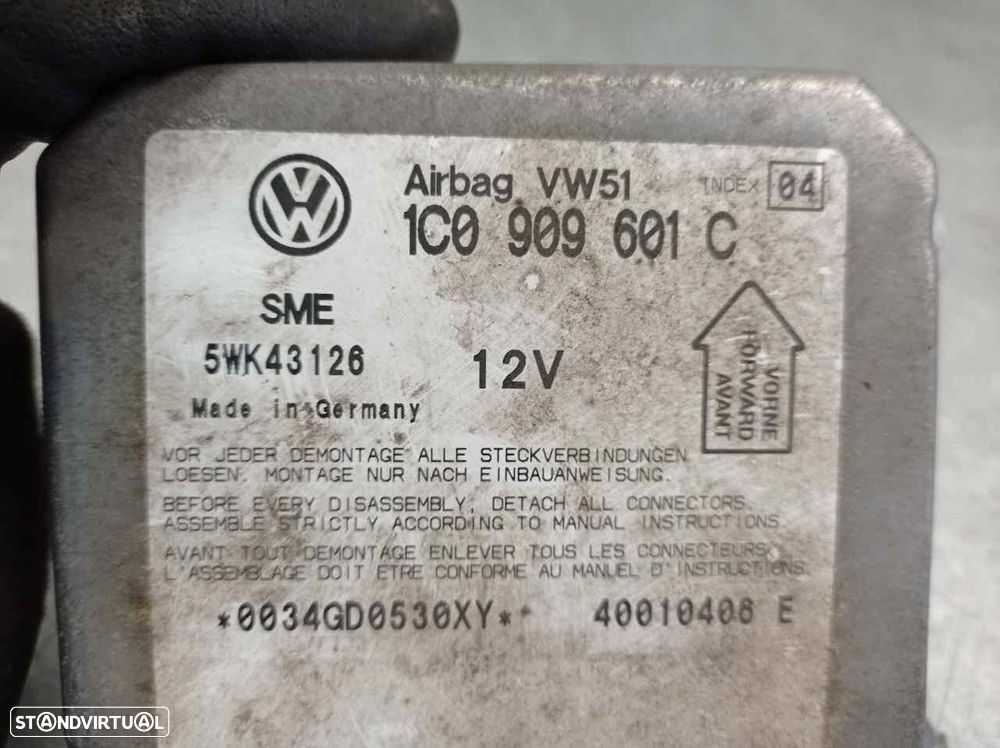 Airbag VW51 INDEX 04
1C0 909 601 C
SME
5WK43126 12V
Made in Germany
VORNE
FORWARD
AVANT
VOR JEDER DEMONTAGE ALLE STECKVERBINDUNGEN
LOESEN. MONTAGE NUR NACH EINBAUANWEISUNG.
BEFORE EVERY DISASSEMBLY, DETACH ALL CONNECTORS.
ASSEMBLE STRICTLY ACCORDING TO MANUAL INSTRUCTIONS.
AVANT TOUT DEMONTAGE ENLEVER TOUS LES CONNECTEURS.
L'ASSEMBLAGE DOIT ETRE CONFORME AU MANUEL D'INSTRUCTIONS.
*0034GD0530XY* 40010406 E
STANDVIRTUAL